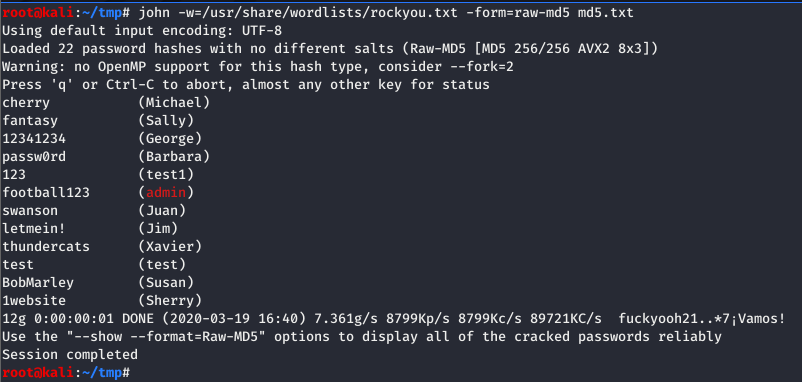 root@kali:~/tmp# john -w=/usr/share/wordlists/rockyou.txt -form=raw-md5 md5.txt
Using default input encoding: UTF-8
Loaded 22 password hashes with no different salts (Raw-MD5 [MD5 256/256 AVX2 8x3])
Warning: no OpenMP support for this hash type, consider --fork=2
Press 'q' or Ctrl-C to abort, almost any other key for status
cherry           (Michael)
fantasy          (Sally)
12341234         (George)
passw0rd         (Barbara)
123              (test1)
football123      (admin)
swanson          (Juan)
letmein!         (Jim)
thundercats      (Xavier)
test             (test)
BobMarley        (Susan)
1website         (Sherry)
12g 0:00:00:01 DONE (2020-03-19 16:40) 7.361g/s 8799Kp/s 8799Kc/s 89721KC/s  fuckyooh21..*7¡Vamos!
Use the "--show --format=Raw-MD5" options to display all of the cracked passwords reliably
Session completed
root@kali:~/tmp#